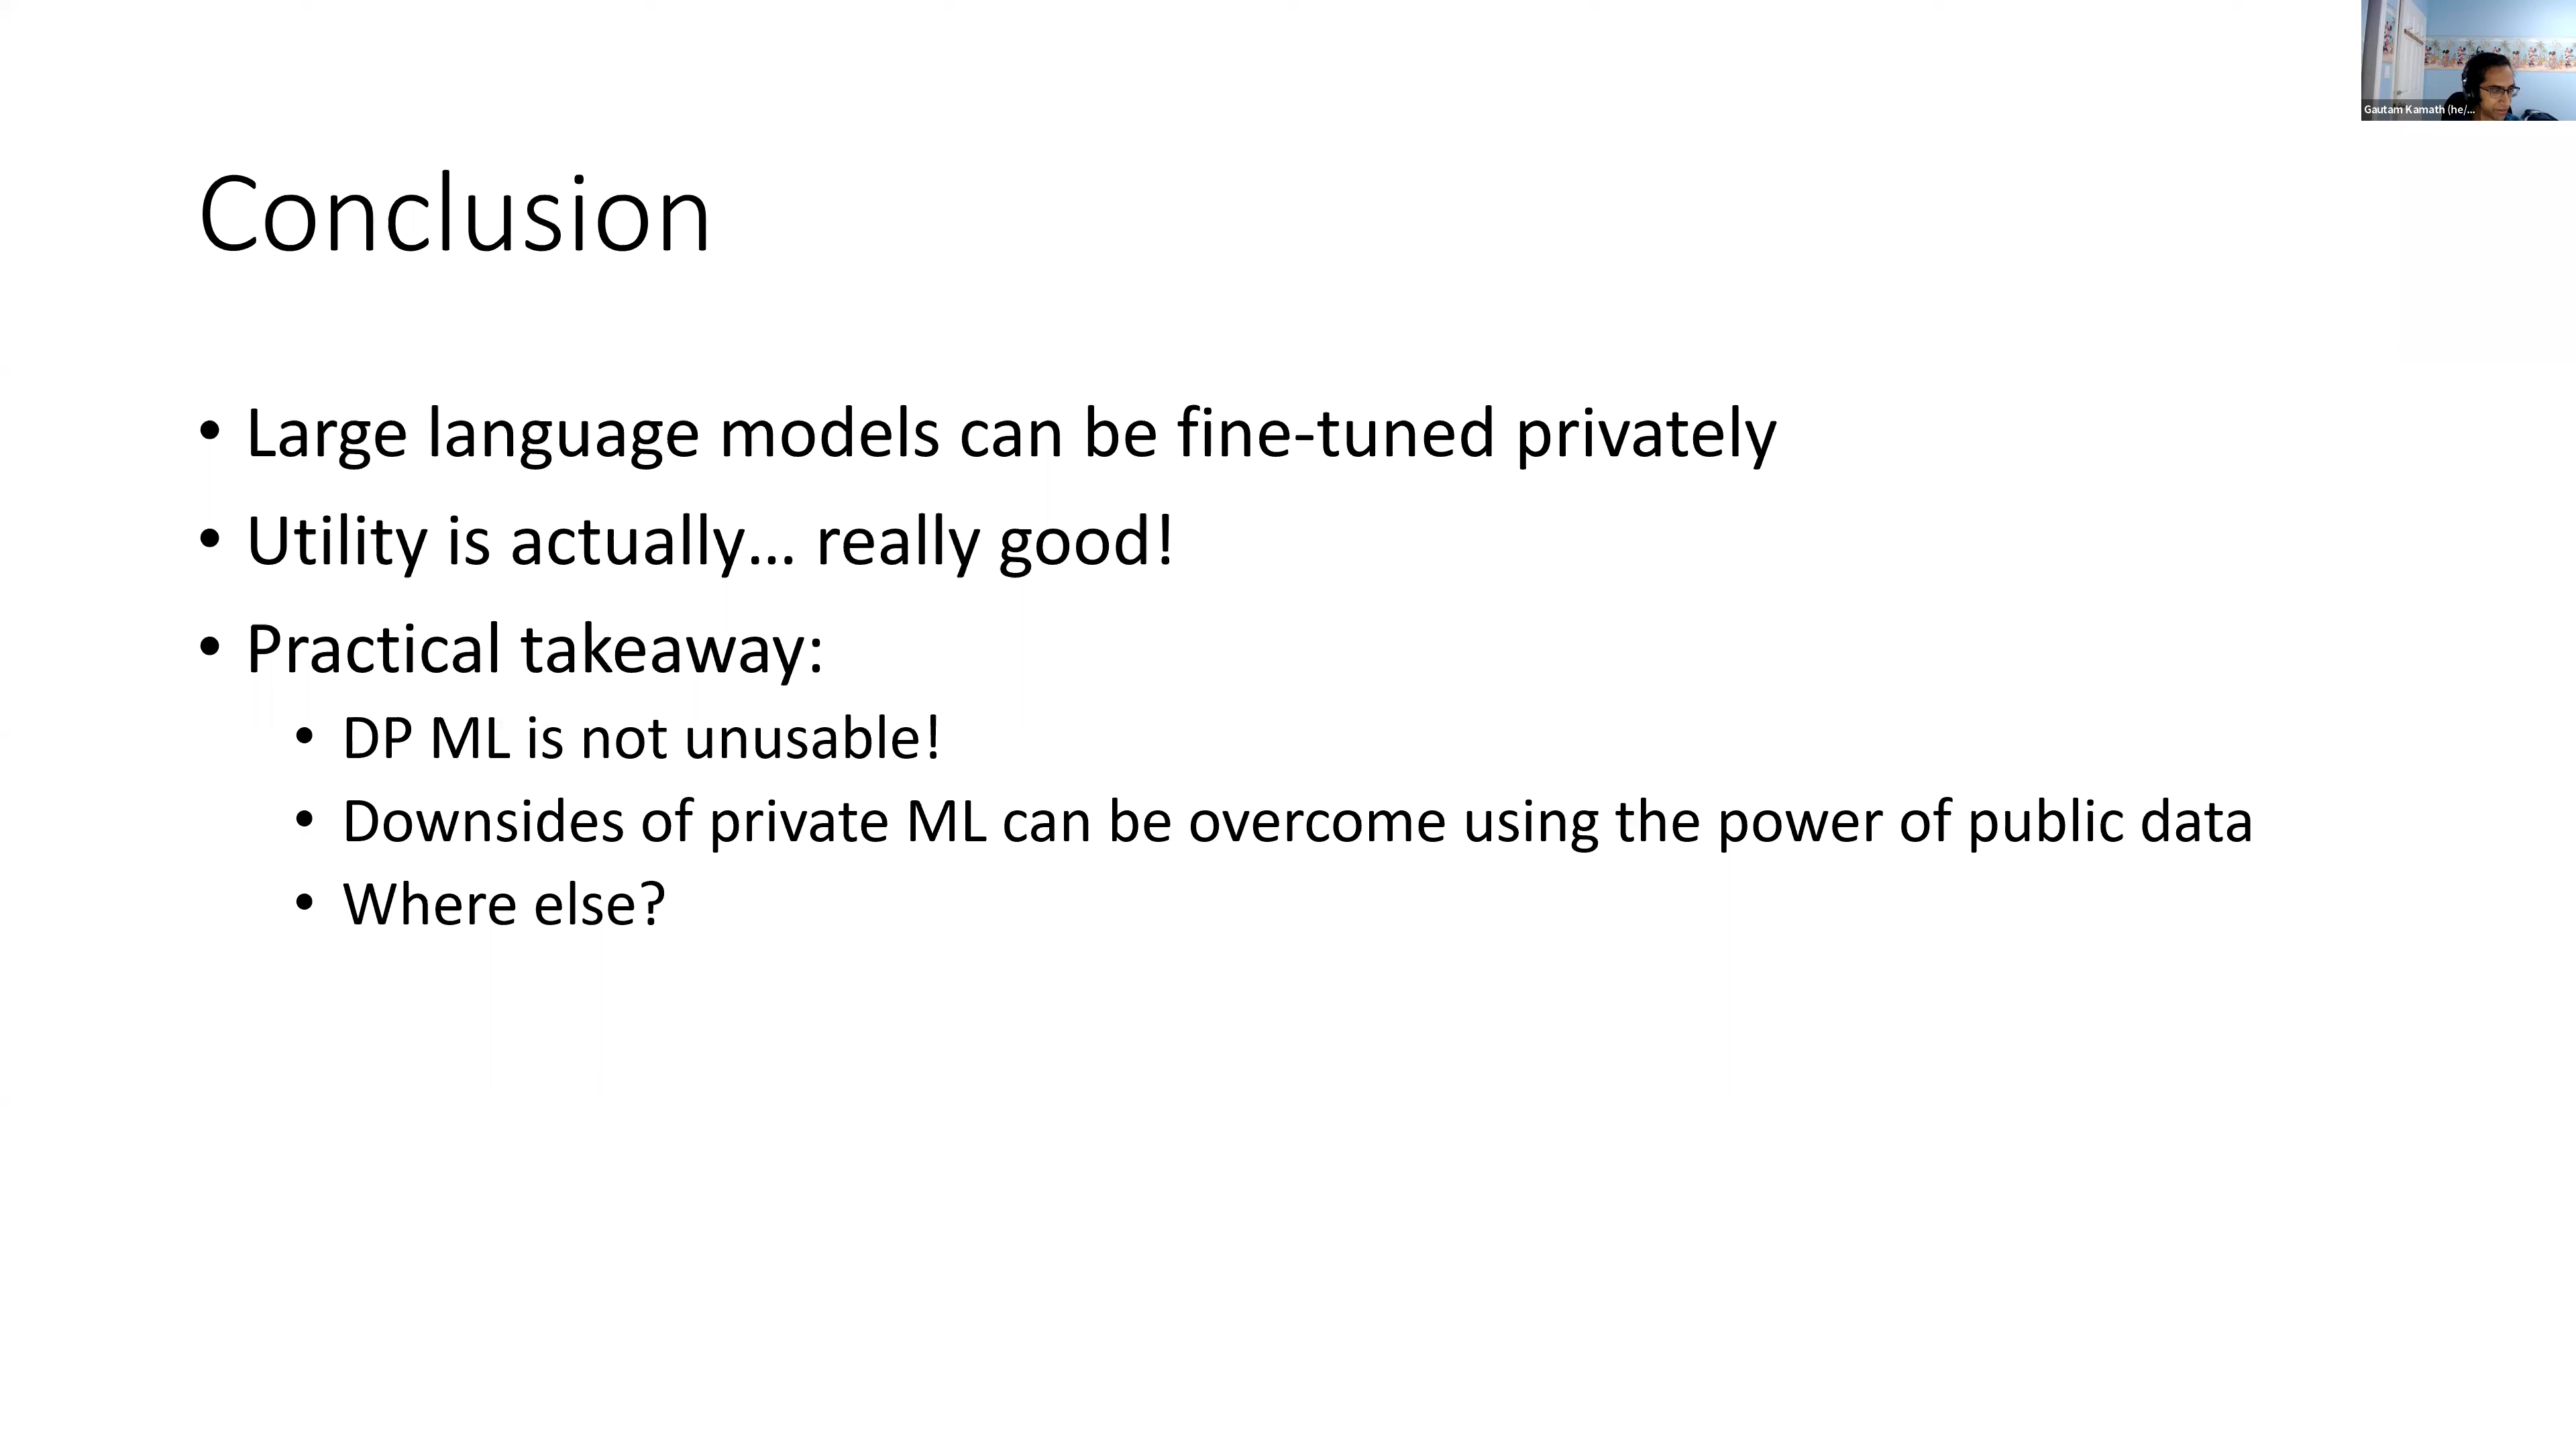 Gautam Kamath (he/...
Conclusion
• Large language models can be fine-tuned privately
• Utility is actually... really good!
• Practical takeaway:
• DP ML is not unusable!
• Downsides of private ML can be overcome using the power of public data
• Where else?